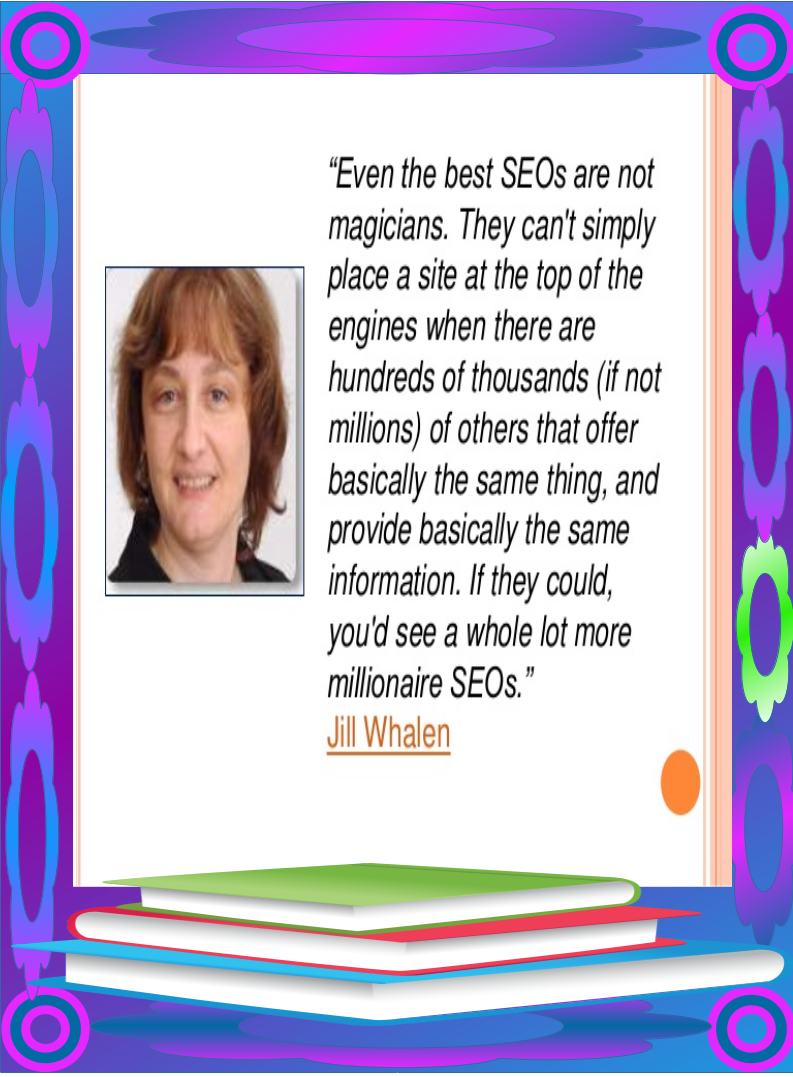 “Even the best SEOs are not
magicians. They can't simply
place a site at the top of the
engines when there are
hundreds of thousands (if not
millions) of others that offer
basically the same thing, and
provide basically the same
information. If they could,
you'd see a whole lot more
millionaire SEOs.”
Jill Whalen